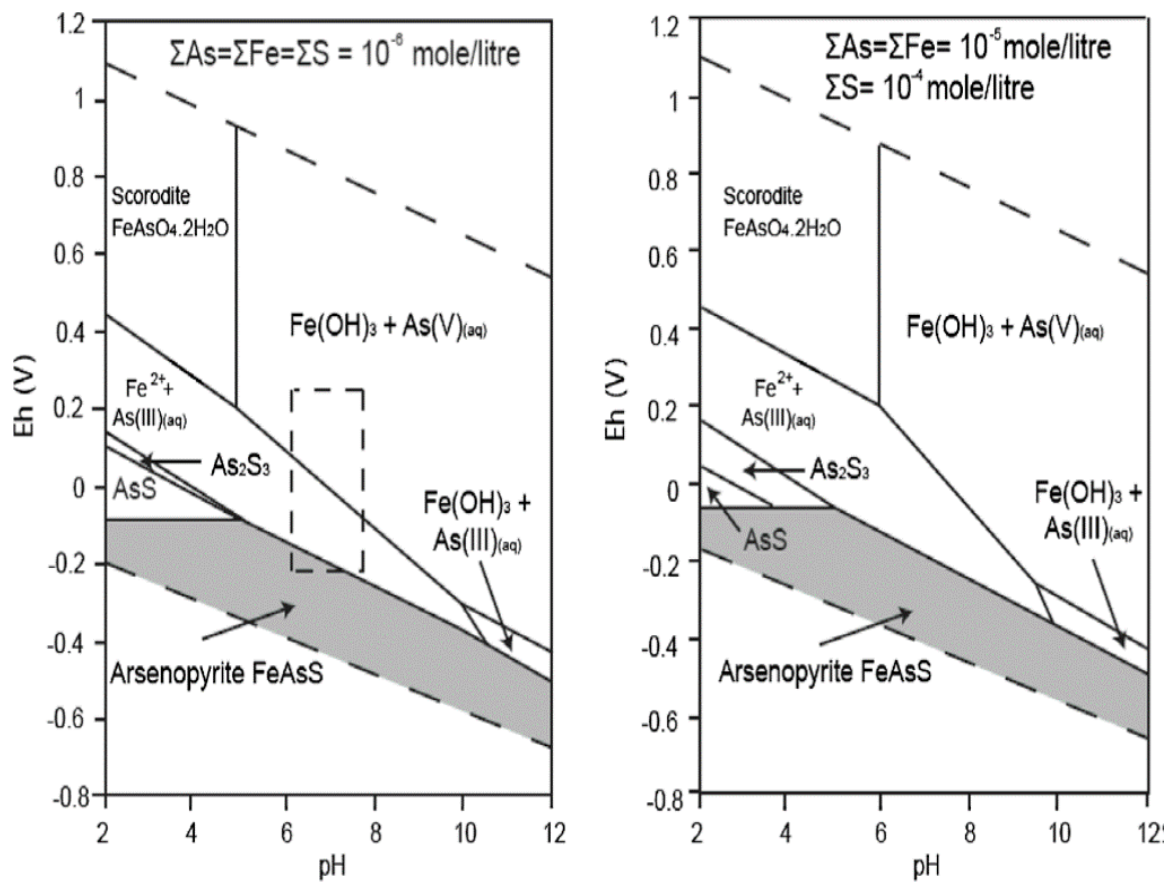 ΣAs=ΣFe=ΣS = 10⁻⁶ mole/litre
1.2
1
0.8
0.6
0.4
0.2
0
-0.2
-0.4
-0.6
-0.8
Eh (V)
Scorodite
FeAsO₄.2H₂O
Fe(OH)₃ + As(V)(aq)
Fe²⁺+
As(III)(aq)
As₂S₃
AsS
Fe(OH)₃ +
As(III)(aq)
Arsenopyrite FeAsS
2 4 6 8 10 12
pH
ΣAs=ΣFe= 10⁻⁵ mole/litre
ΣS= 10⁻⁴ mole/litre
1.2
1
0.8
0.6
0.4
0.2
0
-0.2
-0.4
-0.6
-0.8
Eh (V)
Scorodite
FeAsO₄.2H₂O
Fe(OH)₃ + As(V)(aq)
Fe²⁺+
As(III)(aq)
As₂S₃
AsS
Fe(OH)₃ +
As(III)(aq)
Arsenopyrite FeAsS
2 4 6 8 10
pH